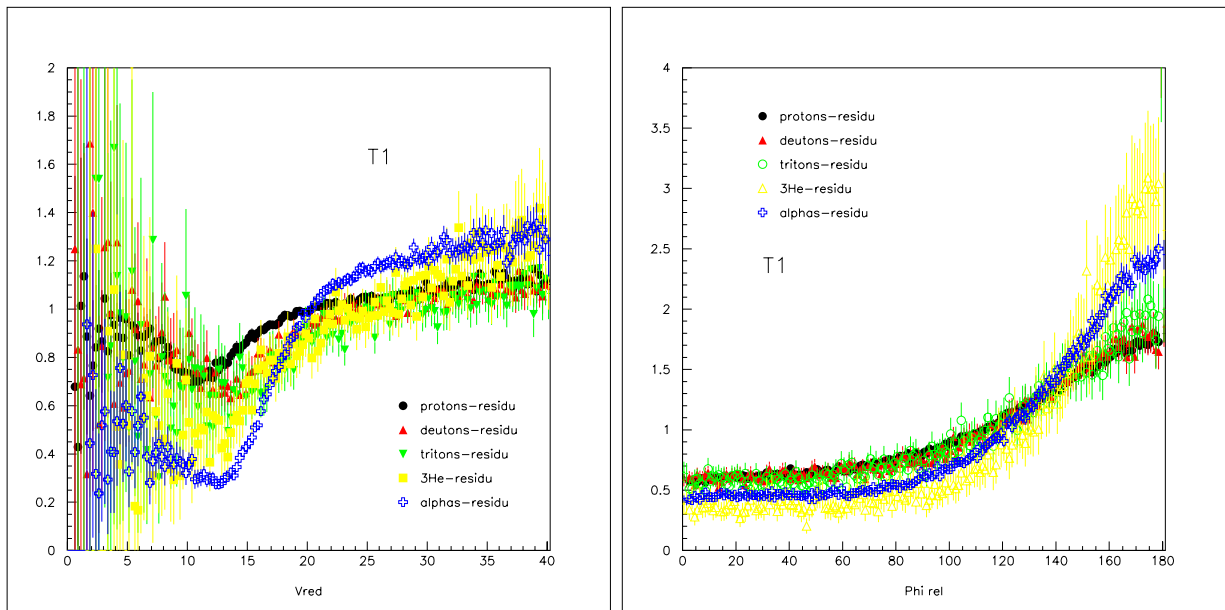 2
1.8
1.6
T1
1.4
1.2
1
0.8
0.6
protons-residu
deutons-residu
0.4
tritons-residu
3He-residu
0.2
alphas-residu
0
0 5 10 15 20 25 30 35 40
Vred
4
protons-residu
3.5
deutons-residu
tritons-residu
3He-residu
3
alphas-residu
2.5
T1
2
1.5
1
0.5
0
0 20 40 60 80 100 120 140 160 180
Phi rel